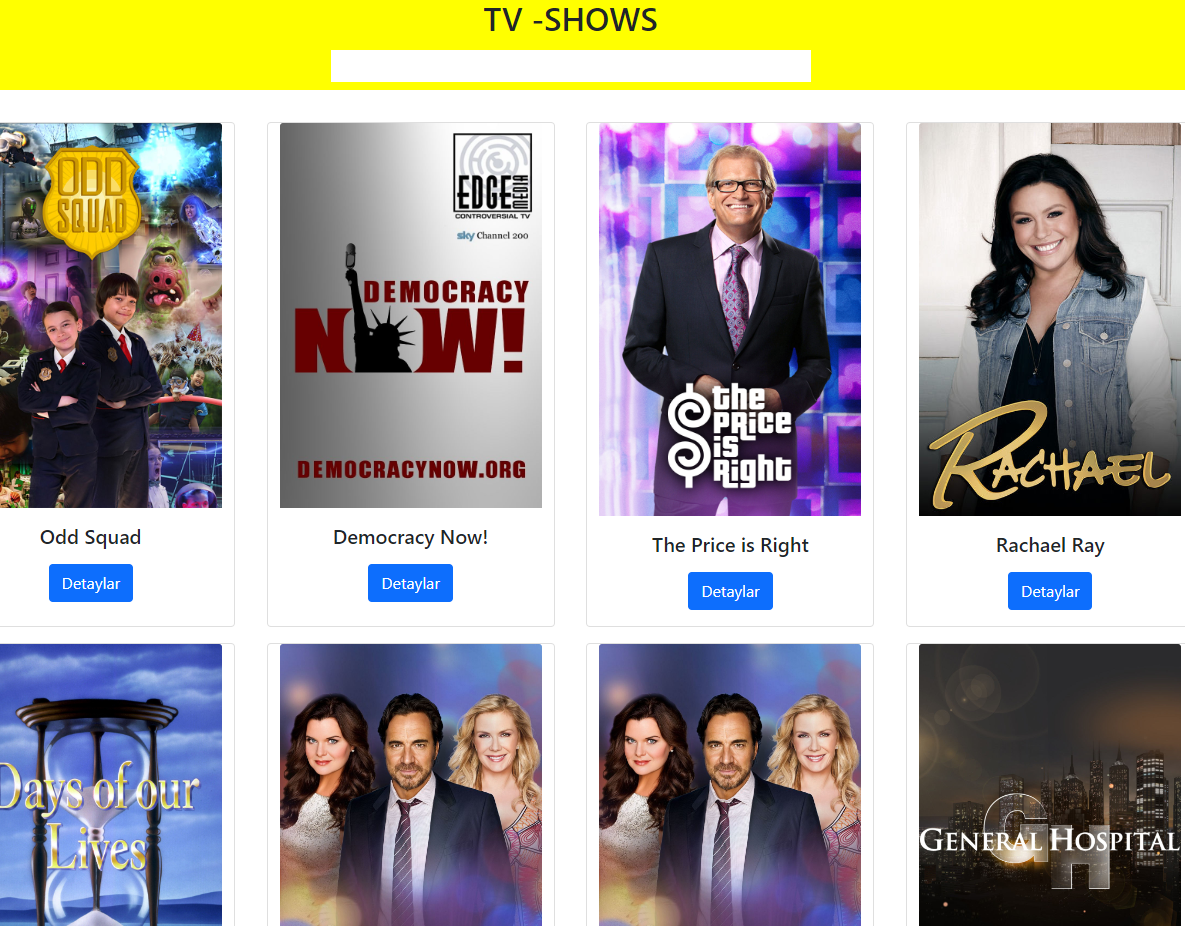 TV -SHOWS
ODD
SQUAD
EDGE
MEDIA
CONTROVERSIAL TV
sky Channel 200
DEMOCRACY
NOW!
DEMOCRACYNOW.ORG
the
PRiCE
is
Right
RACHAEL
Odd Squad
Democracy Now!
The Price is Right
Rachael Ray
Detaylar
Detaylar
Detaylar
Detaylar
Days of our
Lives
GH
GENERAL HOSPITAL